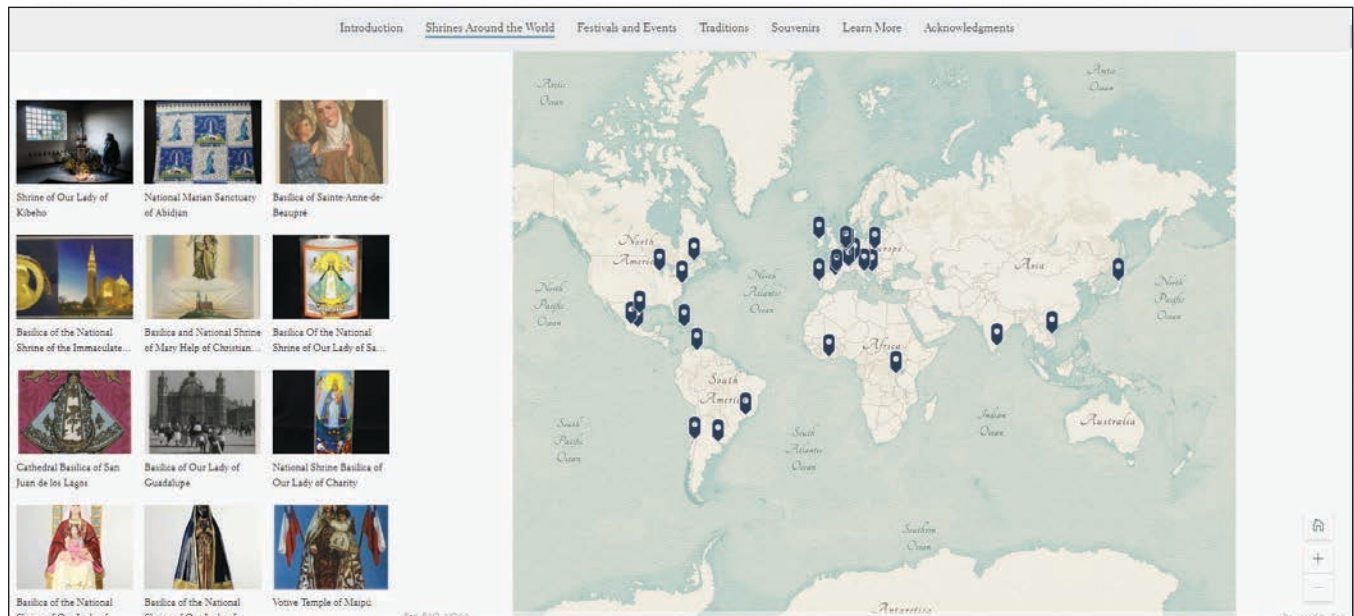 Introduction
Shrines Around the World
Festivals and Events
Traditions
Souvenirs
Learn More
Acknowledgments
Shrine of Our Lady of
Kibeho
National Marian Sanctuary
of Abidjan
Basilica of Sainte-Anne-de-
Beaupré
Basilica of the National
Shrine of the Immaculate...
Basilica and National Shrine
of Mary Help of Christian...
Basilica Of the National
Shrine of Our Lady of Sa...
Cathedral Basilica of San
Juan de los Lagos
Basilica of Our Lady of
Guadalupe
National Shrine Basilica of
Our Lady of Charity
Basilica of the National
Basilica of the National
Votive Temple of Maipú
Arctic
Ocean
Arctic
Ocean
North
Asia
North
Pacific
Ocean
North
Atlantic
Ocean
North
Pacific
Ocean
Africa
South
South
Pacific
Ocean
South
Atlantic
Ocean
Indian
Ocean
Australia
Southern
Ocean
Antarctica